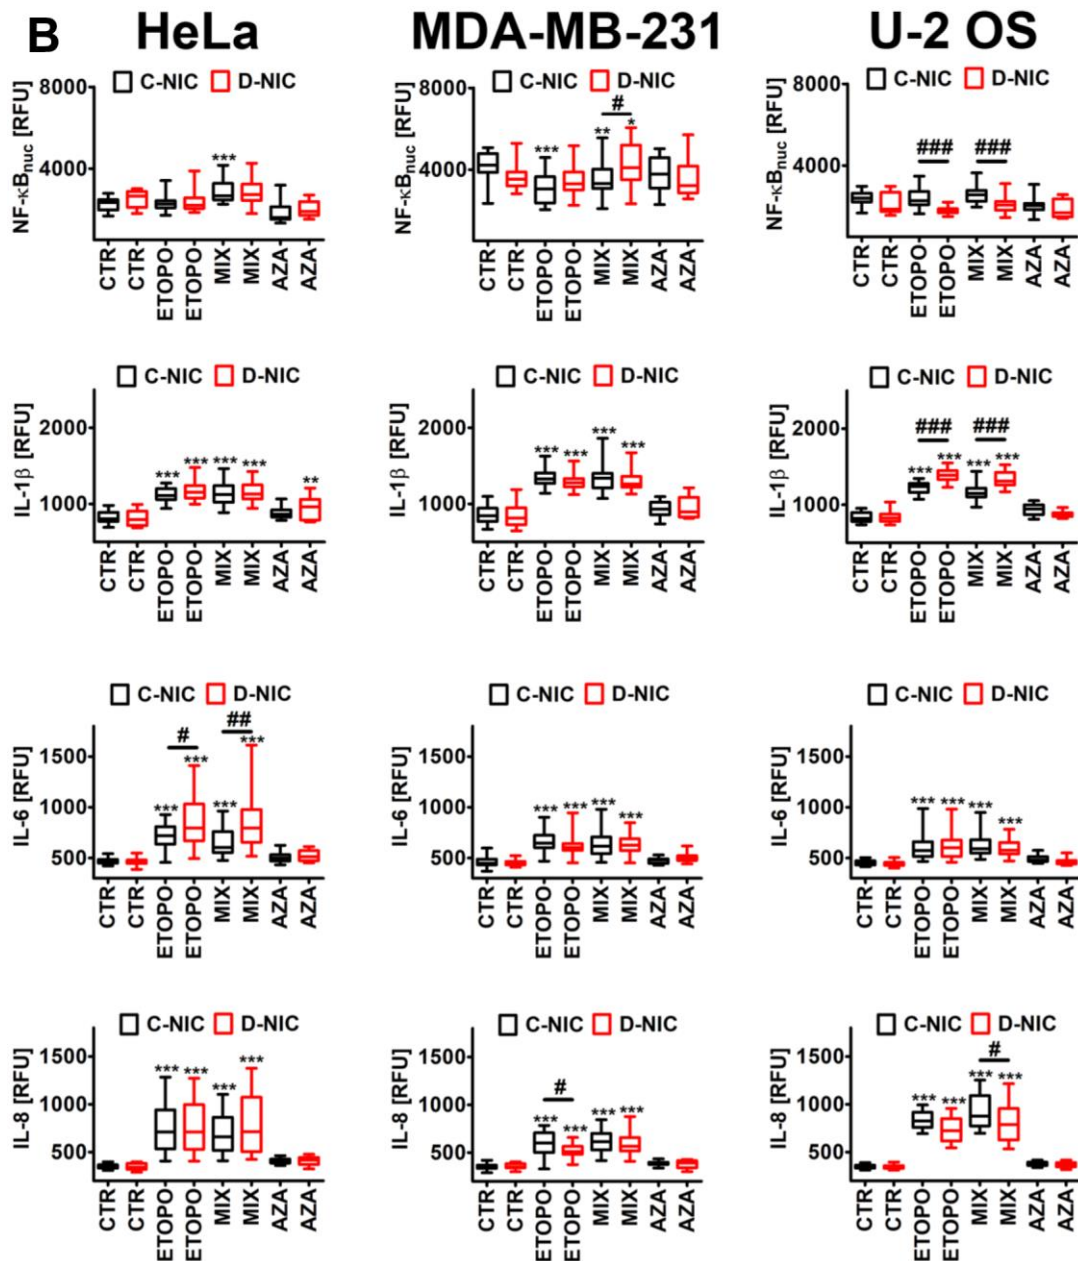 B HeLa MDA-MB-231 U-2 OS
C-NIC D-NIC
NF-κBnuc [RFU]
8000
4000
***
CTR CTR ETOPO ETOPO MIX MIX AZA AZA
C-NIC D-NIC
NF-κBnuc [RFU]
8000
4000
#
*** ** *
CTR CTR ETOPO ETOPO MIX MIX AZA AZA
C-NIC D-NIC
NF-κBnuc [RFU]
8000
4000
### ###
CTR CTR ETOPO ETOPO MIX MIX AZA AZA
C-NIC D-NIC
IL-1β [RFU]
2000
1000
*** *** *** *** **
CTR CTR ETOPO ETOPO MIX MIX AZA AZA
C-NIC D-NIC
IL-1β [RFU]
2000
1000
*** *** *** ***
CTR CTR ETOPO ETOPO MIX MIX AZA AZA
C-NIC D-NIC
IL-1β [RFU]
2000
1000
### ###
*** *** *** ***
CTR CTR ETOPO ETOPO MIX MIX AZA AZA
C-NIC D-NIC
IL-6 [RFU]
1500
1000
500
# ##
*** *** *** ***
CTR CTR ETOPO ETOPO MIX MIX AZA AZA
C-NIC D-NIC
IL-6 [RFU]
1500
1000
500
*** *** *** ***
CTR CTR ETOPO ETOPO MIX MIX AZA AZA
C-NIC D-NIC
IL-6 [RFU]
1500
1000
500
*** *** *** ***
CTR CTR ETOPO ETOPO MIX MIX AZA AZA
C-NIC D-NIC
IL-8 [RFU]
1500
1000
500
*** *** *** ***
CTR CTR ETOPO ETOPO MIX MIX AZA AZA
C-NIC D-NIC
IL-8 [RFU]
1500
1000
500
#
*** *** *** ***
CTR CTR ETOPO ETOPO MIX MIX AZA AZA
C-NIC D-NIC
IL-8 [RFU]
1500
1000
500
#
*** *** *** ***
CTR CTR ETOPO ETOPO MIX MIX AZA AZA